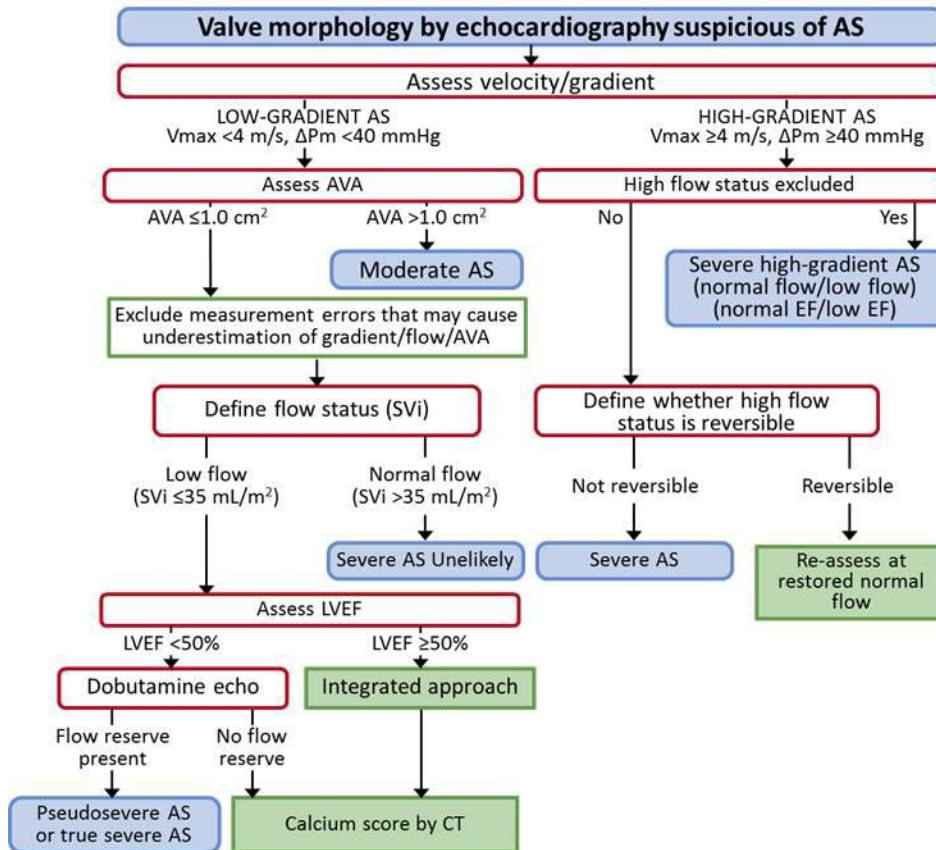 Valve morphology by echocardiography suspicious of AS
Assess velocity/gradient
LOW-GRADIENT AS
Vmax <4 m/s, ΔPm <40 mmHg
HIGH-GRADIENT AS
Vmax ≥4 m/s, ΔPm ≥40 mmHg
Assess AVA
High flow status excluded
AVA ≤1.0 cm²
AVA >1.0 cm²
No
Yes
Moderate AS
Severe high-gradient AS
(normal flow/low flow)
(normal EF/low EF)
Exclude measurement errors that may cause
underestimation of gradient/flow/AVA
Define flow status (SVi)
Define whether high flow
status is reversible
Low flow
(SVi ≤35 mL/m²)
Normal flow
(SVi >35 mL/m²)
Not reversible
Reversible
Severe AS Unelikely
Severe AS
Re-assess at
restored normal
flow
Assess LVEF
LVEF <50%
LVEF ≥50%
Dobutamine echo
Integrated approach
Flow reserve
present
No flow
reserve
Pseudosevere AS
or true severe AS
Calcium score by CT